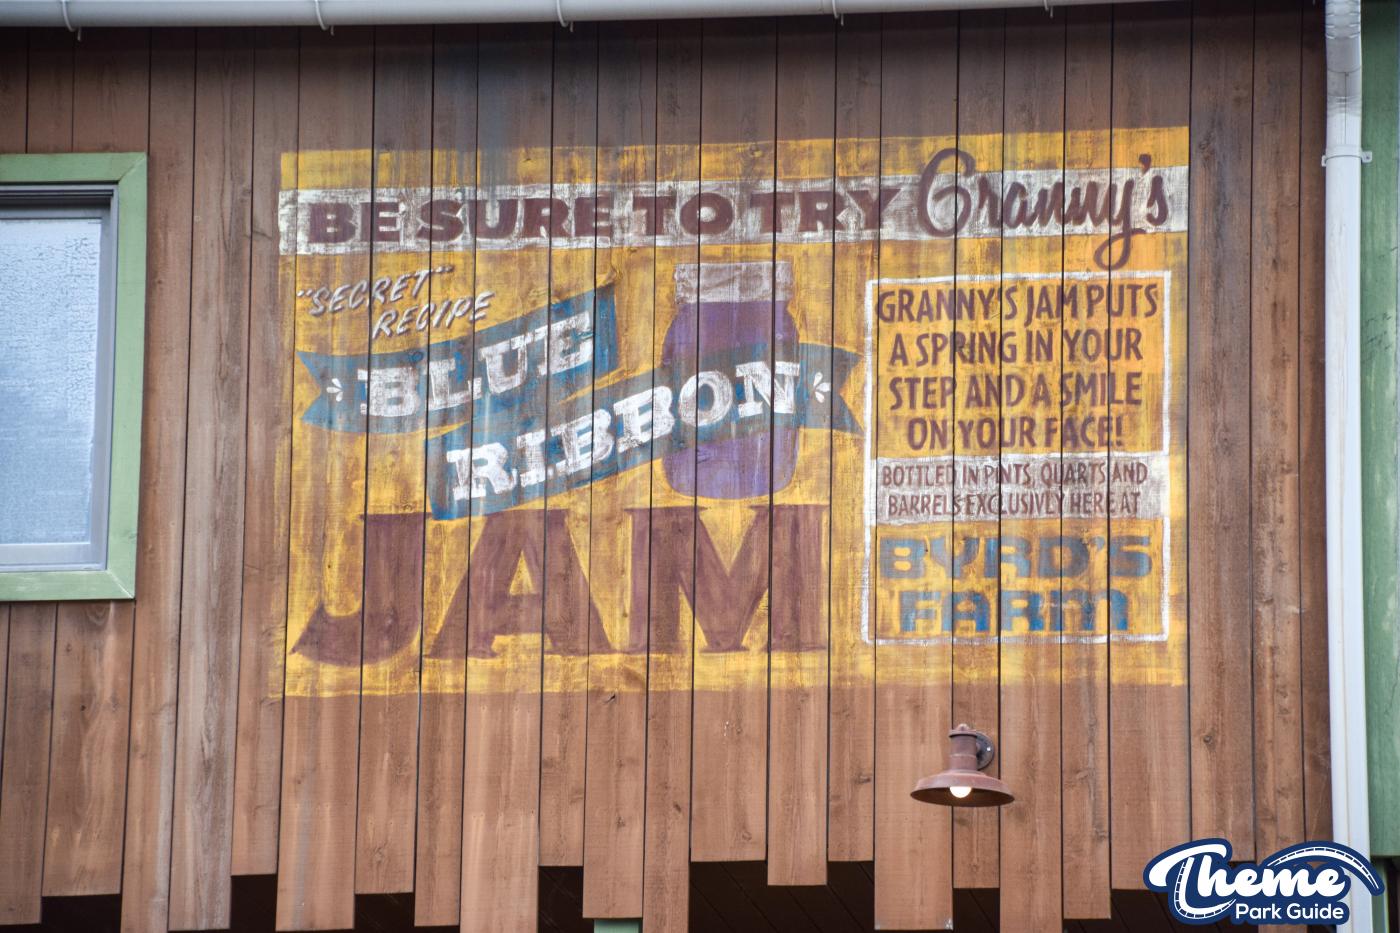 BE SURE TO TRY Granny's
"SECRET"
RECIPE
BLUE
RIBBON
JAM
GRANNY'S JAM PUTS
A SPRING IN YOUR
STEP AND A SMILE
ON YOUR FACE!
BOTTLED IN PINTS, QUARTS AND
BARRELS EXCLUSIVLY HERE AT
BYRD'S
FARM
Theme
Park Guide